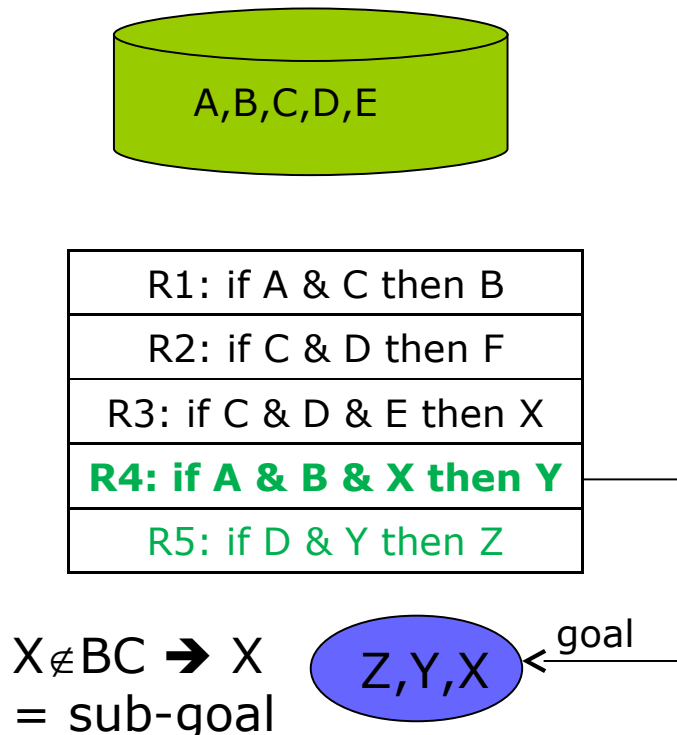 A,B,C,D,E
R1: if A & C then B
R2: if C & D then F
R3: if C & D & E then X
R4: if A & B & X then Y
R5: if D & Y then Z
X∉BC ➔ X
= sub-goal
Z,Y,X
goal